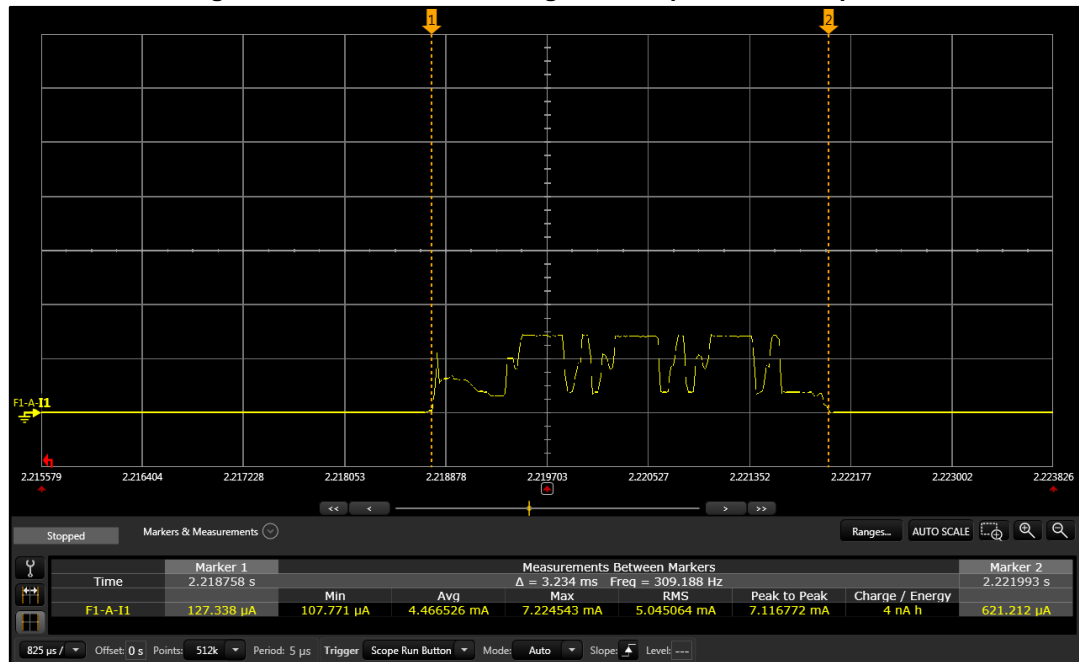 1 2
F1-A-I1
2.215579 2.216404 2.217228 2.218053 2.218878 2.219703 2.220527 2.221352 2.222177 2.223002 2.223826
<< < > >>
Stopped Markers & Measurements Ranges... AUTO SCALE
Marker 1 Measurements Between Markers Marker 2
Time 2.218758 s Δ = 3.234 ms Freq = 309.188 Hz 2.221993 s
Min Avg Max RMS Peak to Peak Charge / Energy
F1-A-I1 127.338 µA 107.771 µA 4.466526 mA 7.224543 mA 5.045064 mA 7.116772 mA 4 nA h 621.212 µA
825 µs / Offset: 0 s Points: 512k Period: 5 µs Trigger Scope Run Button Mode: Auto Slope: Level: ---